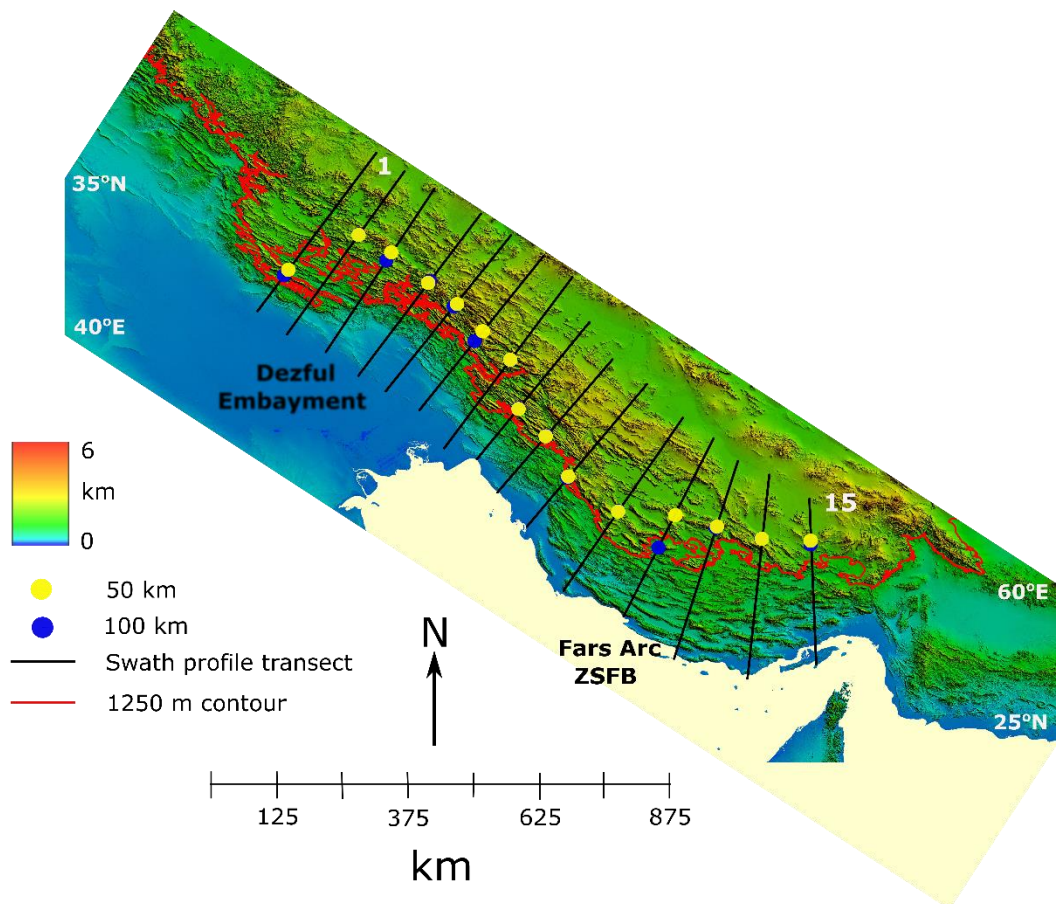 1
35°N
40°E
Dezful
Embayment
6
km
0
15
50 km
100 km
Swath profile transect
1250 m contour
N
Fars Arc
ZSFB
60°E
25°N
125
375
625
875
km